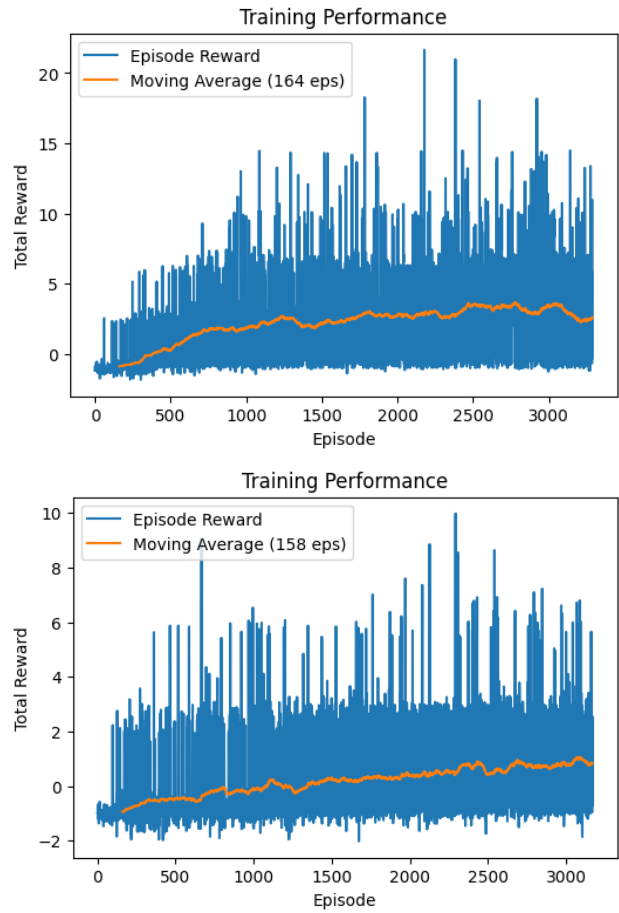 Training Performance
Episode Reward
Moving Average (164 eps)
20
15
10
5
0
Total Reward
0 500 1000 1500 2000 2500 3000
Episode
Training Performance
Episode Reward
Moving Average (158 eps)
10
8
6
4
2
0
−2
Total Reward
0 500 1000 1500 2000 2500 3000
Episode